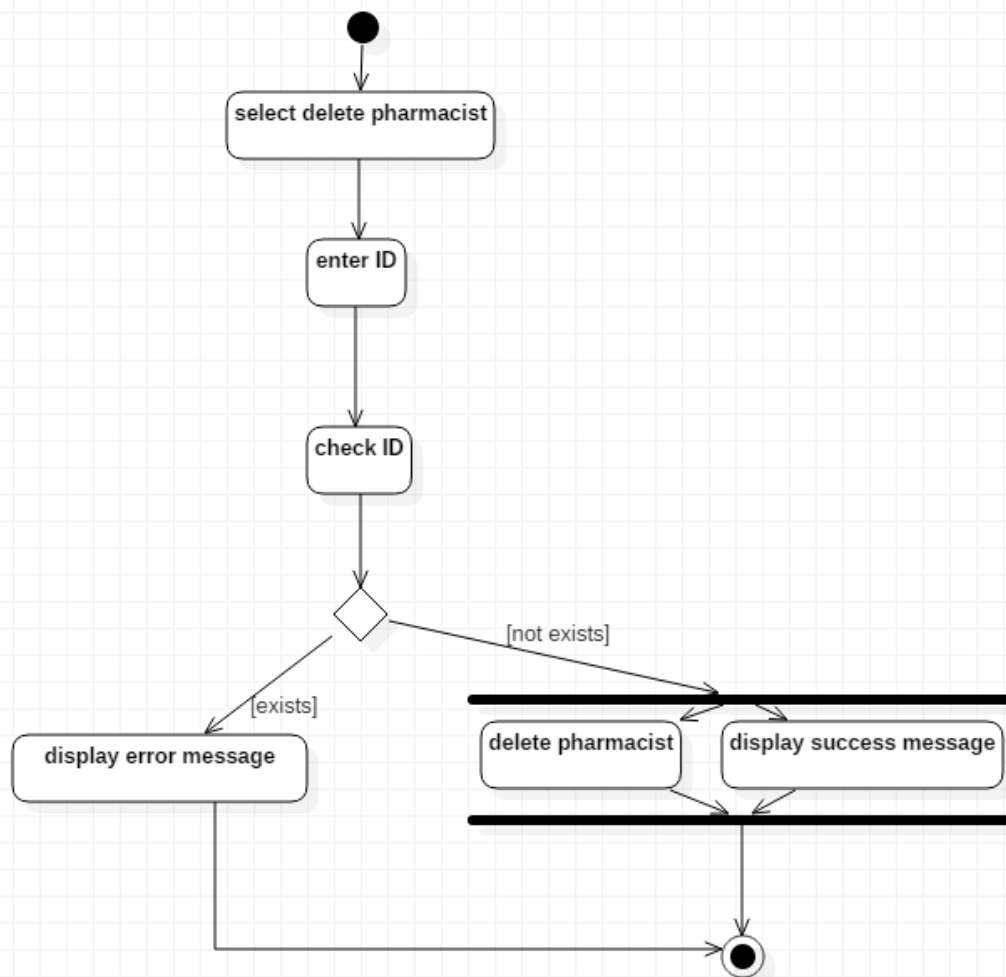 select delete pharmacist
enter ID
check ID
[not exists]
[exists]
display error message
delete pharmacist
display success message